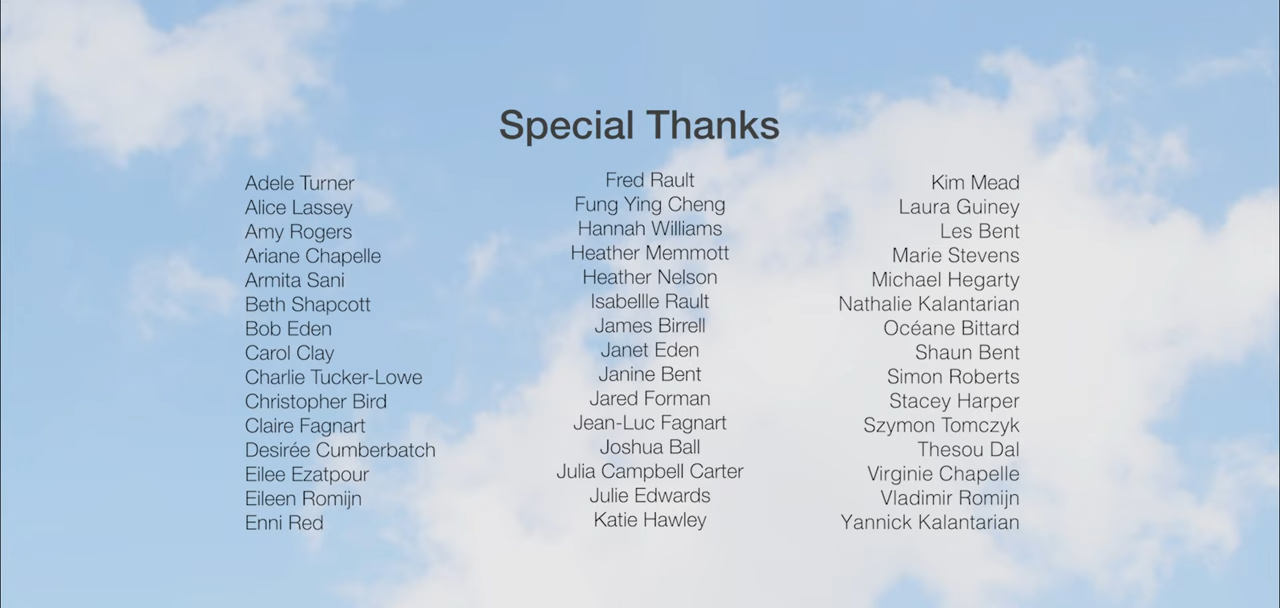 Special Thanks
Adele Turner
Alice Lassey
Amy Rogers
Ariane Chapelle
Armita Sani
Beth Shapcott
Bob Eden
Carol Clay
Charlie Tucker-Lowe
Christopher Bird
Claire Fagnart
Desirée Cumberbatch
Eilee Ezatpour
Eileen Romijn
Enni Red
Fred Rault
Fung Ying Cheng
Hannah Williams
Heather Memmott
Heather Nelson
Isabellle Rault
James Birrell
Janet Eden
Janine Bent
Jared Forman
Jean-Luc Fagnart
Joshua Ball
Julia Campbell Carter
Julie Edwards
Katie Hawley
Kim Mead
Laura Guiney
Les Bent
Marie Stevens
Michael Hegarty
Nathalie Kalantarian
Océane Bittard
Shaun Bent
Simon Roberts
Stacey Harper
Szymon Tomczyk
Thesou Dal
Virginie Chapelle
Vladimir Romijn
Yannick Kalantarian